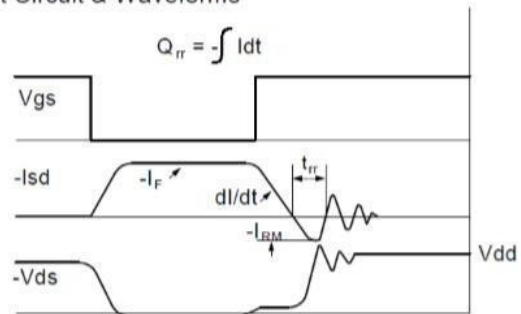 t Circuit & Waveforms
Qrr = -∫ Idt
Vgs
trr
-Isd
-IF
dI/dt
-IRM
Vdd
-Vds